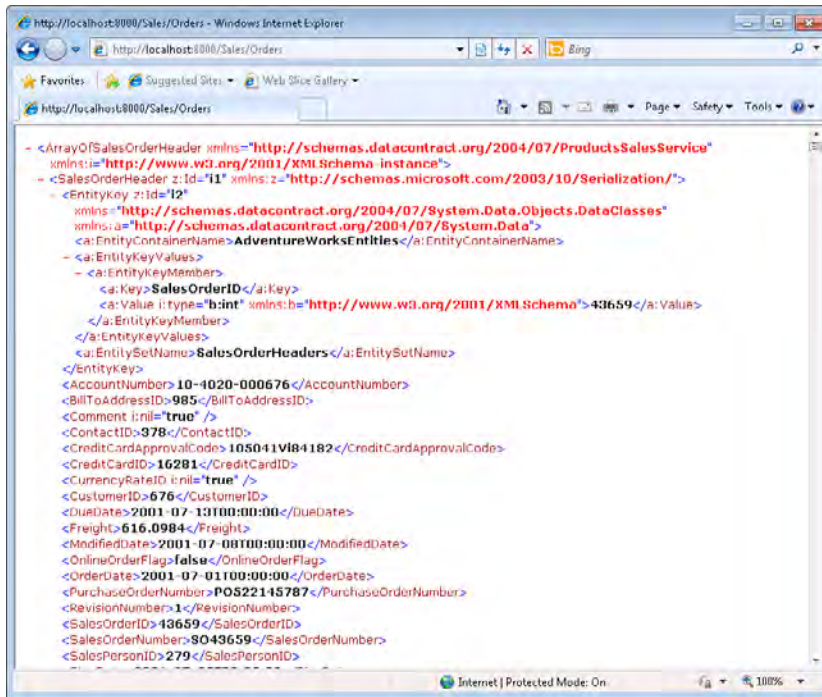 http://localhost:8000/Sales/Orders - Windows Internet Explorer
http://localhost:8000/Sales/Orders
Bing
Favorites Suggested Sites Web Slice Gallery
http://localhost:8000/Sales/Orders
Page Safety Tools
- <ArrayOfSalesOrderHeader xmlns="http://schemas.datacontract.org/2004/07/ProductsSalesService"
xmlns:i="http://www.w3.org/2001/XMLSchema-instance">
- <SalesOrderHeader z:Id="i1" xmlns:z="http://schemas.microsoft.com/2003/10/Serialization/">
- <EntityKey z:Id="i2"
xmlns="http://schemas.datacontract.org/2004/07/System.Data.Objects.DataClasses"
xmlns:a="http://schemas.datacontract.org/2004/07/System.Data">
<a:EntityContainerName>AdventureWorksEntities</a:EntityContainerName>
- <a:EntityKeyValues>
- <a:EntityKeyMember>
<a:Key>SalesOrderID</a:Key>
<a:Value i:type="b:int" xmlns:b="http://www.w3.org/2001/XMLSchema">43659</a:Value>
</a:EntityKeyMember>
</a:EntityKeyValues>
<a:EntitySetName>SalesOrderHeaders</a:EntitySetName>
</EntityKey>
<AccountNumber>10-4020-000676</AccountNumber>
<BillToAddressID>985</BillToAddressID>
<Comment i:nil="true" />
<ContactID>378</ContactID>
<CreditCardApprovalCode>105041Vi84182</CreditCardApprovalCode>
<CreditCardID>16281</CreditCardID>
<CurrencyRateID i:nil="true" />
<CustomerID>676</CustomerID>
<DueDate>2001-07-13T00:00:00</DueDate>
<Freight>616.0984</Freight>
<ModifiedDate>2001-07-08T00:00:00</ModifiedDate>
<OnlineOrderFlag>false</OnlineOrderFlag>
<OrderDate>2001-07-01T00:00:00</OrderDate>
<PurchaseOrderNumber>PO522145787</PurchaseOrderNumber>
<RevisionNumber>1</RevisionNumber>
<SalesOrderID>43659</SalesOrderID>
<SalesOrderNumber>SO43659</SalesOrderNumber>
<SalesPersonID>279</SalesPersonID>
Internet | Protected Mode: On 100%